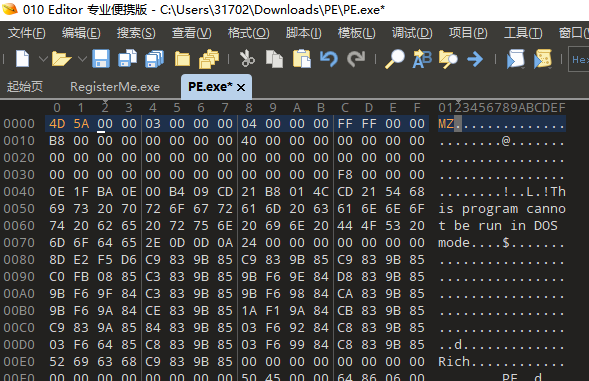 010 Editor 专业便携版 - C:\Users\31702\Downloads\PE\PE.exe*
文件(F) 编辑(E) 搜索(S) 查看(V) 格式(O) 脚本(I) 模板(L) 调试(D) 工具(T) 窗口(W)
Hex
起始页 RegisterMe.exe PE.exe*
0 1 2 3 4 5 6 7 8 9 A B C D E F 0123456789ABCDEF
0000 4D 5A 00 00 03 00 00 00 04 00 00 00 FF FF 00 00 MZ..............
0010 B8 00 00 00 00 00 00 00 40 00 00 00 00 00 00 00 ........@.......
0020 00 00 00 00 00 00 00 00 00 00 00 00 00 00 00 00 ................
0030 00 00 00 00 00 00 00 00 00 00 00 00 F8 00 00 00 ................
0040 0E 1F BA 0E 00 B4 09 CD 21 B8 01 4C CD 21 54 68 ........!..L.!Th
0050 69 73 20 70 72 6F 67 72 61 6D 20 63 61 6E 6E 6F is program canno
0060 74 20 62 65 20 72 75 6E 20 69 6E 20 44 4F 53 20 t be run in DOS
0070 6D 6F 64 65 2E 0D 0D 0A 24 00 00 00 00 00 00 00 mode....$.......
0080 8D E2 F5 D6 C9 83 9B 85 C9 83 9B 85 C9 83 9B 85 ................
0090 C0 FB 08 85 C3 83 9B 85 9B F6 9E 84 D8 83 9B 85 ................
00A0 9B F6 9F 84 C3 83 9B 85 9B F6 98 84 CA 83 9B 85 ................
00B0 9B F6 9A 84 CE 83 9B 85 1A F1 9A 84 CB 83 9B 85 ................
00C0 C9 83 9A 85 84 83 9B 85 03 F6 92 84 C8 83 9B 85 ................
00D0 03 F6 64 85 C8 83 9B 85 03 F6 99 84 C8 83 9B 85 ..d.............
00E0 52 69 63 68 C9 83 9B 85 00 00 00 00 00 00 00 00 Rich............